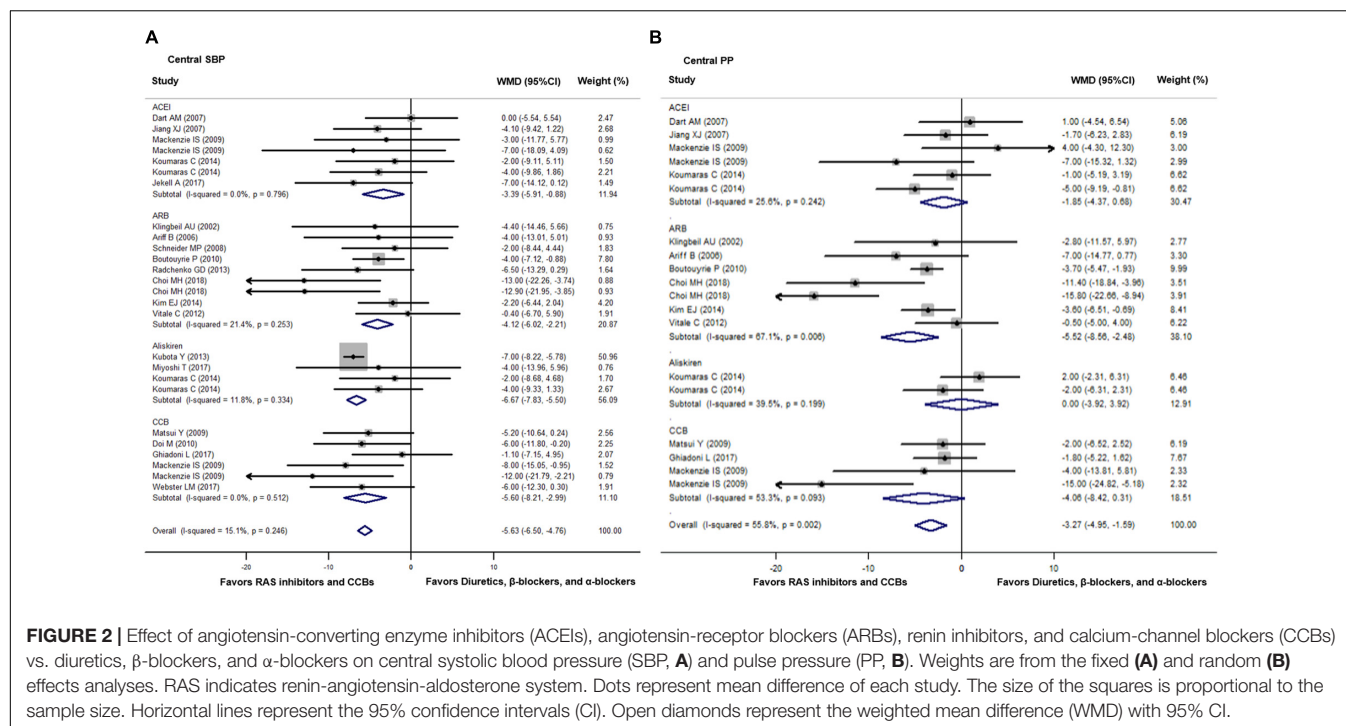 A
Central SBP
Study WMD (95%CI) Weight (%)
ACEI
Dart AM (2007) 0.00 (-5.54, 5.54) 2.47
Jiang XJ (2007) -4.10 (-9.42, 1.22) 2.68
Mackenzie IS (2009) -3.00 (-11.77, 5.77) 0.99
Mackenzie IS (2009) -7.00 (-18.09, 4.09) 0.62
Koumaras C (2014) -2.00 (-9.11, 5.11) 1.50
Koumaras C (2014) -4.00 (-9.86, 1.86) 2.21
Jekell A (2017) -7.00 (-14.12, 0.12) 1.49
Subtotal (I-squared = 0.0%, p = 0.796) -3.39 (-5.91, -0.88) 11.94
ARB
Klingbeil AU (2002) -4.40 (-14.46, 5.66) 0.75
Ariff B (2006) -4.00 (-13.01, 5.01) 0.93
Schneider MP (2008) -2.00 (-8.44, 4.44) 1.83
Boutouyrie P (2010) -4.00 (-7.12, -0.88) 7.80
Radchenko GD (2013) -6.50 (-13.29, 0.29) 1.64
Choi MH (2018) -13.00 (-22.26, -3.74) 0.88
Choi MH (2018) -12.90 (-21.95, -3.85) 0.93
Kim EJ (2014) -2.20 (-6.44, 2.04) 4.20
Vitale C (2012) -0.40 (-6.70, 5.90) 1.91
Subtotal (I-squared = 21.4%, p = 0.253) -4.12 (-6.02, -2.21) 20.87
Aliskiren
Kubota Y (2013) -7.00 (-8.22, -5.78) 50.96
Miyoshi T (2017) -4.00 (-13.96, 5.96) 0.76
Koumaras C (2014) -2.00 (-8.68, 4.68) 1.70
Koumaras C (2014) -4.00 (-9.33, 1.33) 2.67
Subtotal (I-squared = 11.8%, p = 0.334) -6.67 (-7.83, -5.50) 56.09
CCB
Matsui Y (2009) -5.20 (-10.64, 0.24) 2.56
Doi M (2010) -6.00 (-11.80, -0.20) 2.25
Ghiadoni L (2017) -1.10 (-7.15, 4.95) 2.07
Mackenzie IS (2009) -8.00 (-15.05, -0.95) 1.52
Mackenzie IS (2009) -12.00 (-21.79, -2.21) 0.79
Webster LM (2017) -6.00 (-12.30, 0.30) 1.91
Subtotal (I-squared = 0.0%, p = 0.512) -5.60 (-8.21, -2.99) 11.10
Overall (I-squared = 15.1%, p = 0.246) -5.63 (-6.50, -4.76) 100.00
-20 -10 0 10
Favors RAS inhibitors and CCBs Favors Diuretics, β-blockers, and α-blockers
B
Central PP
Study WMD (95%CI) Weight (%)
ACEI
Dart AM (2007) 1.00 (-4.54, 6.54) 5.06
Jiang XJ (2007) -1.70 (-6.23, 2.83) 6.19
Mackenzie IS (2009) 4.00 (-4.30, 12.30) 3.00
Mackenzie IS (2009) -7.00 (-15.32, 1.32) 2.99
Koumaras C (2014) -1.00 (-5.19, 3.19) 6.62
Koumaras C (2014) -5.00 (-9.19, -0.81) 6.62
Subtotal (I-squared = 25.6%, p = 0.242) -1.85 (-4.37, 0.68) 30.47
ARB
Klingbeil AU (2002) -2.80 (-11.57, 5.97) 2.77
Ariff B (2006) -7.00 (-14.77, 0.77) 3.30
Boutouyrie P (2010) -3.70 (-5.47, -1.93) 9.99
Choi MH (2018) -11.40 (-18.84, -3.96) 3.51
Choi MH (2018) -15.80 (-22.66, -8.94) 3.91
Kim EJ (2014) -3.60 (-6.51, -0.69) 8.41
Vitale C (2012) -0.50 (-5.00, 4.00) 6.22
Subtotal (I-squared = 67.1%, p = 0.006) -5.52 (-8.56, -2.48) 38.10
Aliskiren
Koumaras C (2014) 2.00 (-2.31, 6.31) 6.46
Koumaras C (2014) -2.00 (-6.31, 2.31) 6.46
Subtotal (I-squared = 39.5%, p = 0.199) 0.00 (-3.92, 3.92) 12.91
CCB
Matsui Y (2009) -2.00 (-6.52, 2.52) 6.19
Ghiadoni L (2017) -1.80 (-5.22, 1.62) 7.67
Mackenzie IS (2009) -4.00 (-13.81, 5.81) 2.33
Mackenzie IS (2009) -15.00 (-24.82, -5.18) 2.32
Subtotal (I-squared = 53.3%, p = 0.093) -4.06 (-8.42, 0.31) 18.51
Overall (I-squared = 55.8%, p = 0.002) -3.27 (-4.95, -1.59) 100.00
-20 -10 0 10
Favors RAS inhibitors and CCBs Favors Diuretics, β-blockers, and α-blockers
FIGURE 2 | Effect of angiotensin-converting enzyme inhibitors (ACEIs), angiotensin-receptor blockers (ARBs), renin inhibitors, and calcium-channel blockers (CCBs)
vs. diuretics, β-blockers, and α-blockers on central systolic blood pressure (SBP, A) and pulse pressure (PP, B). Weights are from the fixed (A) and random (B)
effects analyses. RAS indicates renin-angiotensin-aldosterone system. Dots represent mean difference of each study. The size of the squares is proportional to the
sample size. Horizontal lines represent the 95% confidence intervals (CI). Open diamonds represent the weighted mean difference (WMD) with 95% CI.